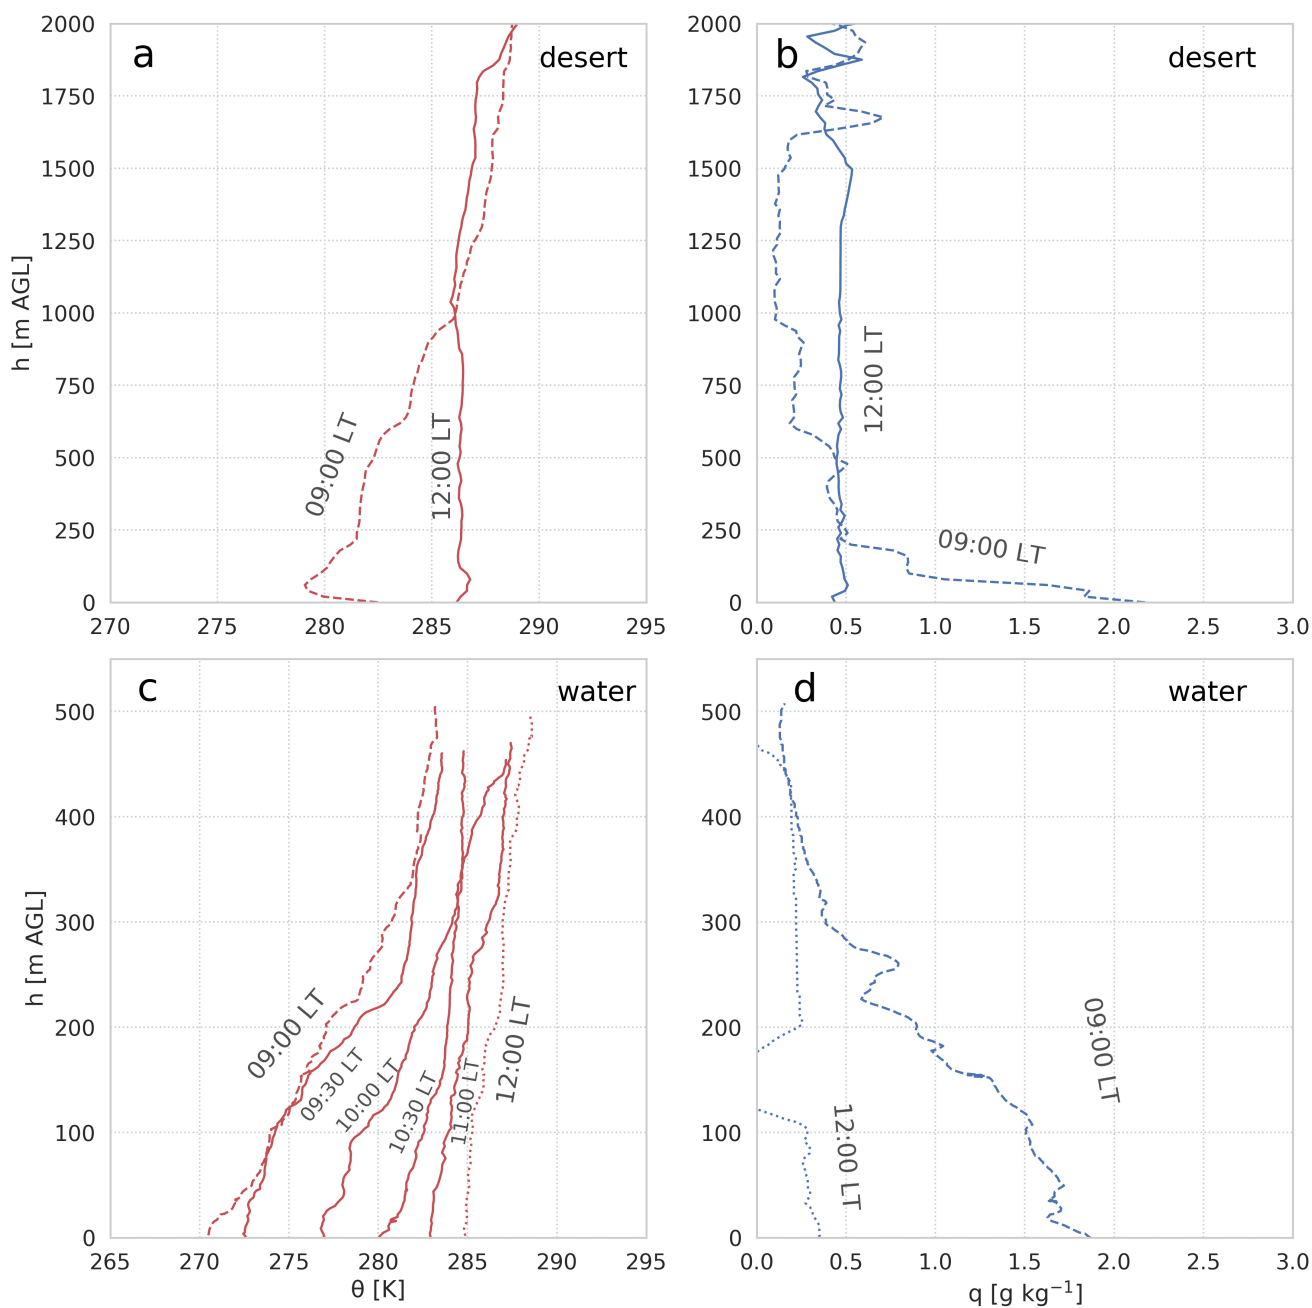 a
desert
2000
1750
1500
1250
1000
750
500
250
0
h [m AGL]
09:00 LT
12:00 LT
270 275 280 285 290 295
b
desert
2000
1750
1500
1250
1000
750
500
250
0
12:00 LT
09:00 LT
0.0 0.5 1.0 1.5 2.0 2.5 3.0
c
water
500
400
300
200
100
0
h [m AGL]
09:00 LT
09:30 LT
10:00 LT
10:30 LT
11:00 LT
12:00 LT
265 270 275 280 285 290 295
θ [K]
d
water
500
400
300
200
100
0
09:00 LT
12:00 LT
0.0 0.5 1.0 1.5 2.0 2.5 3.0
q [g kg⁻¹]